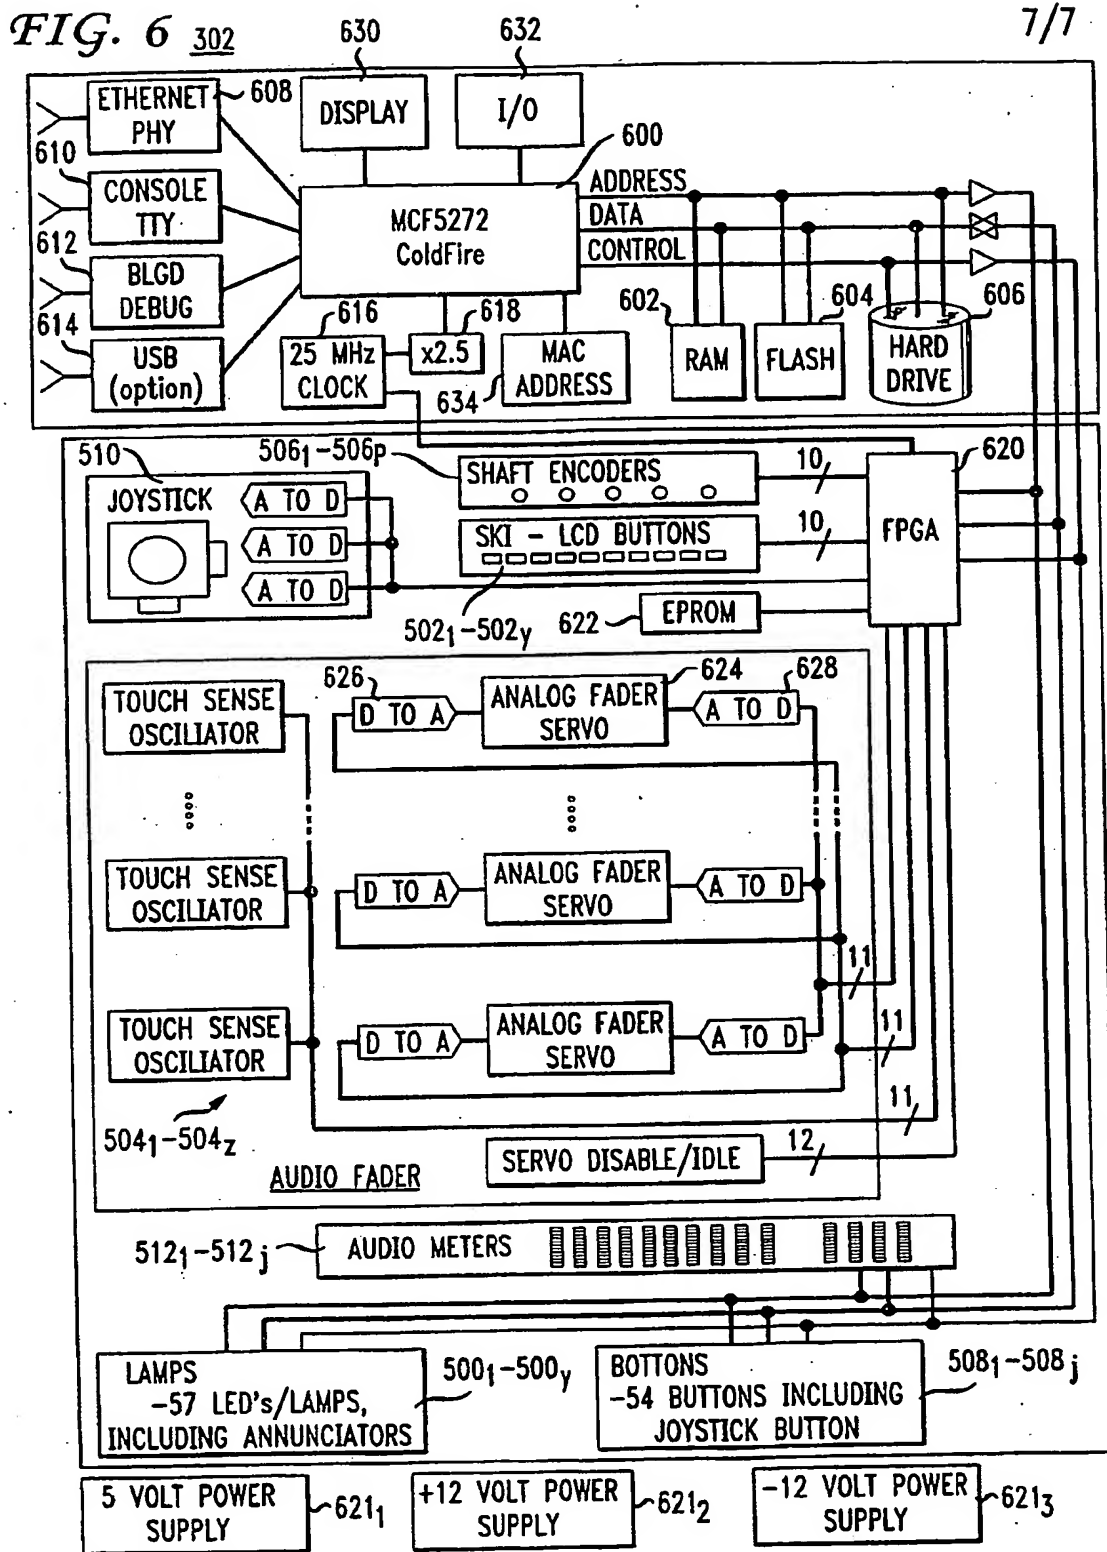 FIG. 6 302
7/7
630
632
ETHERNET
PHY
608
DISPLAY
I/O
600
610
CONSOLE
TTY
MCF5272
ColdFire
ADDRESS
DATA
CONTROL
612
BLGD
DEBUG
614
USB
(option)
616
25 MHz
CLOCK
618
x2.5
634
MAC
ADDRESS
602
RAM
604
FLASH
606
HARD
DRIVE
510
JOYSTICK
A TO D
A TO D
A TO D
5061-506p
SHAFT ENCODERS
10
SKI - LCD BUTTONS
10
5021-502y
622
EPROM
620
FPGA
TOUCH SENSE
OSCILIATOR
626
D TO A
624
ANALOG FADER
SERVO
628
A TO D
TOUCH SENSE
OSCILIATOR
D TO A
ANALOG FADER
SERVO
A TO D
11
TOUCH SENSE
OSCILIATOR
D TO A
ANALOG FADER
SERVO
A TO D
11
11
5041-504z
AUDIO FADER
SERVO DISABLE/IDLE
12
5121-512j
AUDIO METERS
LAMPS
-57 LED's/LAMPS,
INCLUDING ANNUNCIATORS
5001-500y
BOTTONS
-54 BUTTONS INCLUDING
JOYSTICK BUTTON
5081-508j
5 VOLT POWER
SUPPLY
6211
+12 VOLT POWER
SUPPLY
6212
-12 VOLT POWER
SUPPLY
6213